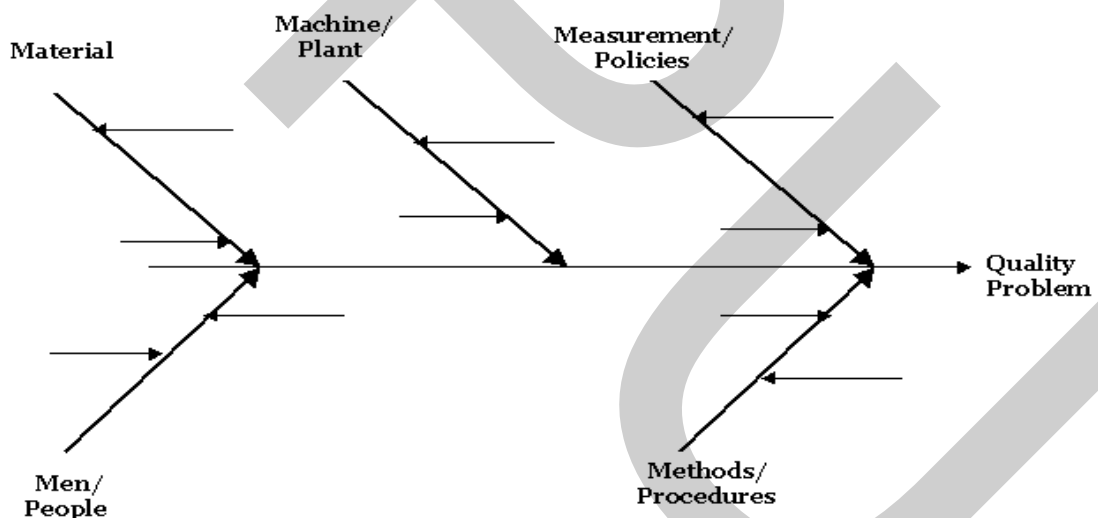 Material
Machine/
Plant
Measurement/
Policies
Quality
Problem
Men/
People
Methods/
Procedures